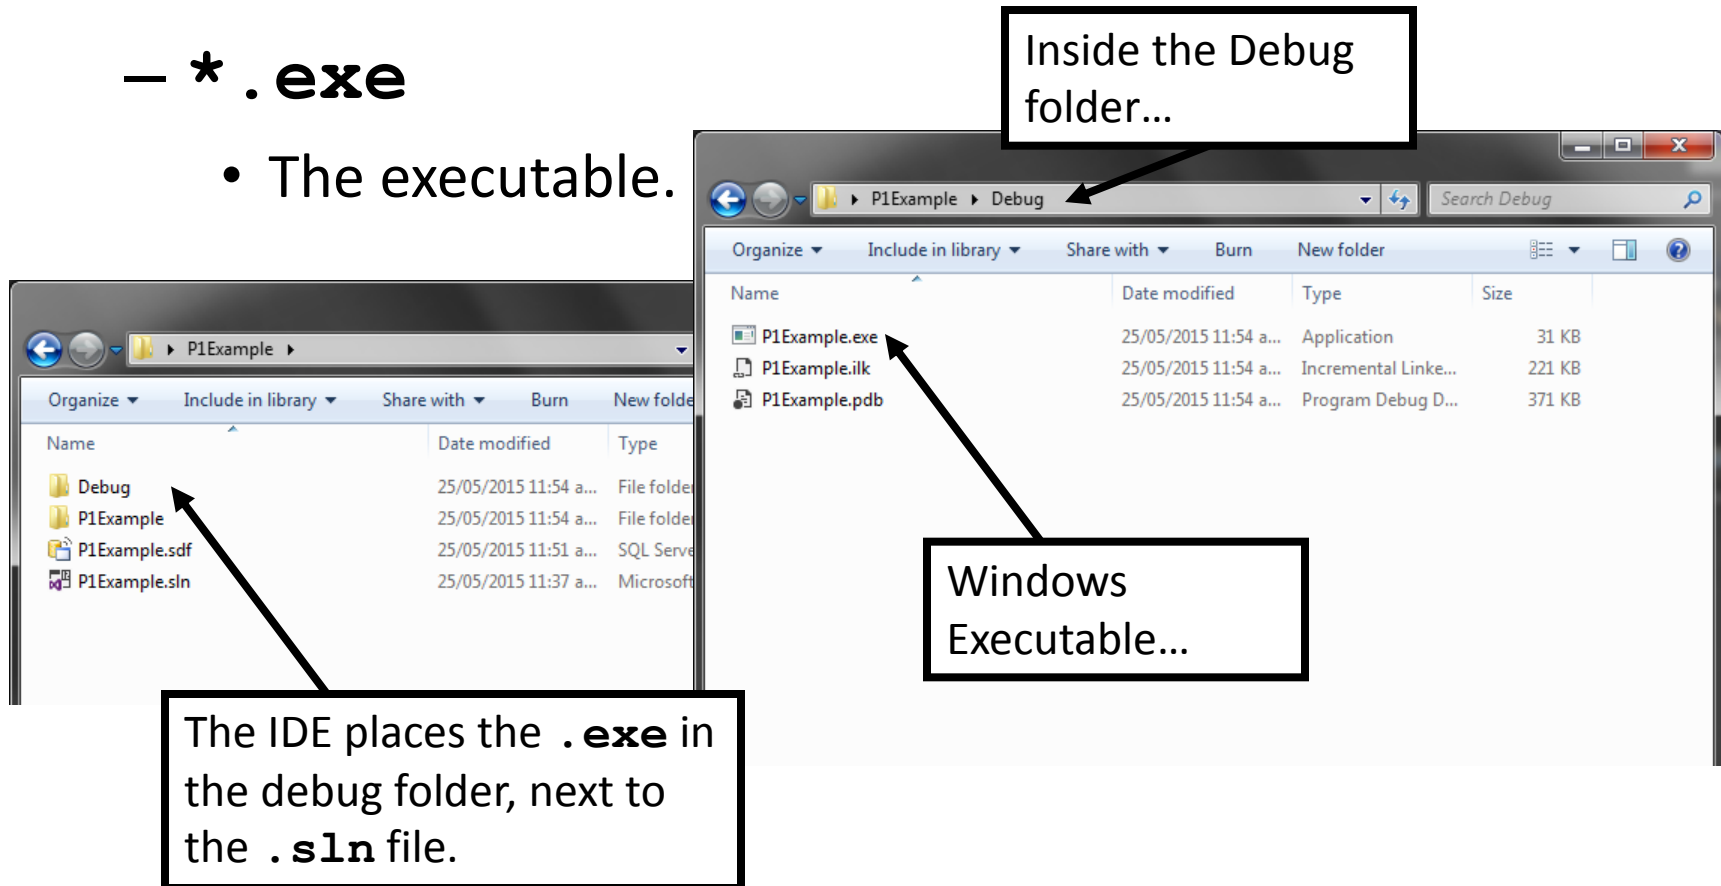 – *.exe
• The executable.
Inside the Debug
folder…
P1Example ▸ Debug
Search Debug
Organize Include in library Share with Burn New folder
Name Date modified Type Size
P1Example.exe 25/05/2015 11:54 a... Application 31 KB
P1Example.ilk 25/05/2015 11:54 a... Incremental Linke... 221 KB
P1Example.pdb 25/05/2015 11:54 a... Program Debug D... 371 KB
Windows
Executable…
P1Example ▸
Organize Include in library Share with Burn New folde
Name Date modified Type
Debug 25/05/2015 11:54 a... File folder
P1Example 25/05/2015 11:54 a... File folder
P1Example.sdf 25/05/2015 11:51 a... SQL Serve
P1Example.sln 25/05/2015 11:37 a... Microsoft
The IDE places the .exe in
the debug folder, next to
the .sln file.